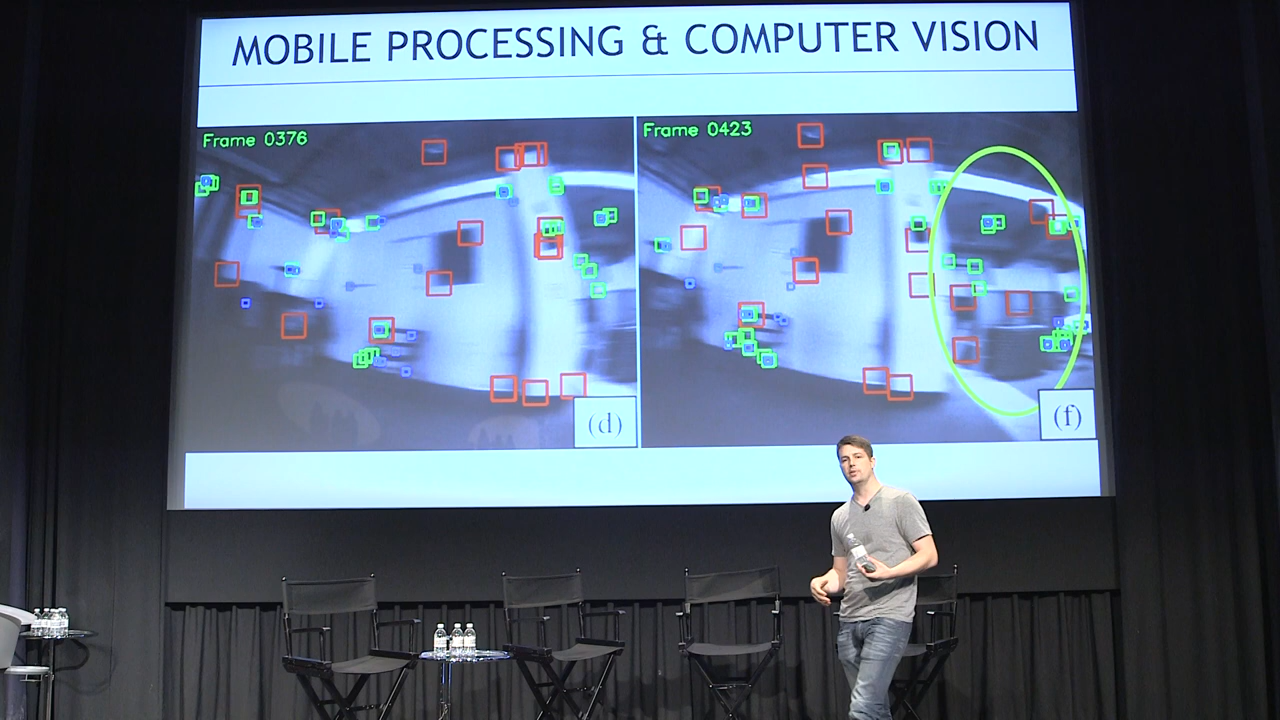 MOBILE PROCESSING & COMPUTER VISION
Frame 0376
Frame 0423
(d)
(f)